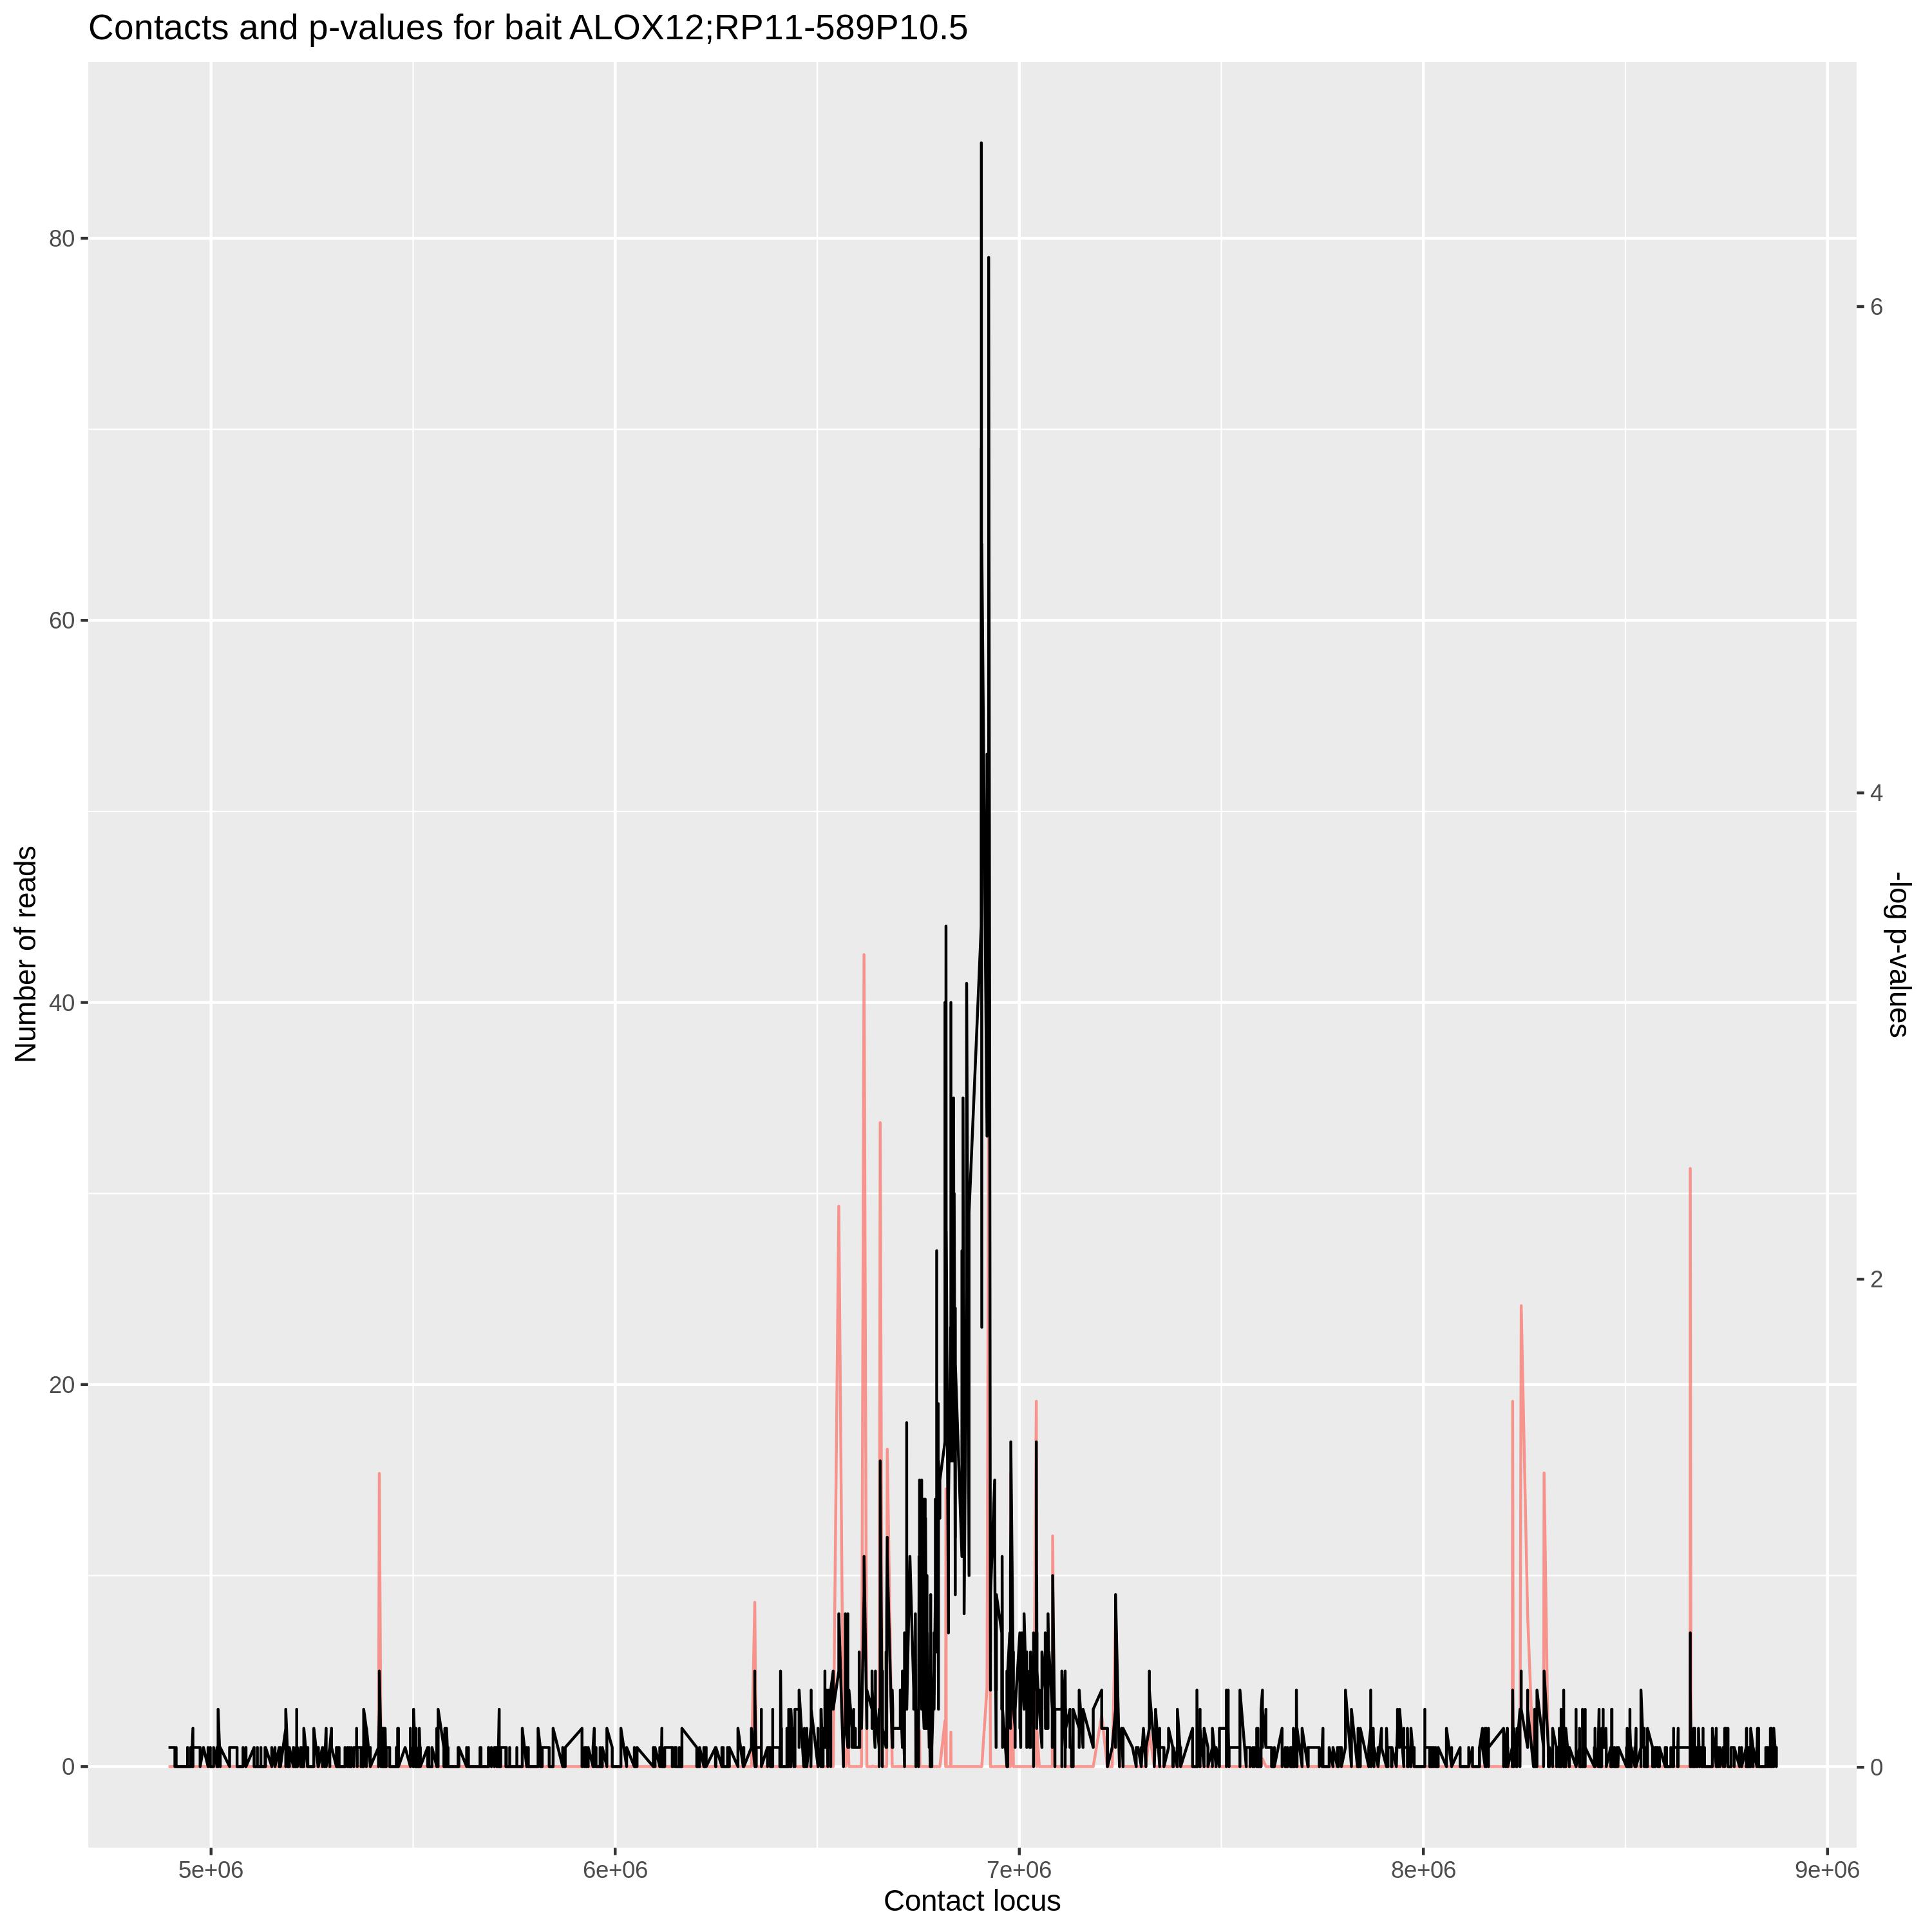 Contacts and p-values for bait ALOX12;RP11-589P10.5
Number of reads
80
60
40
20
0
6
4
2
0
-log p-values
5e+06
6e+06
7e+06
8e+06
9e+06
Contact locus